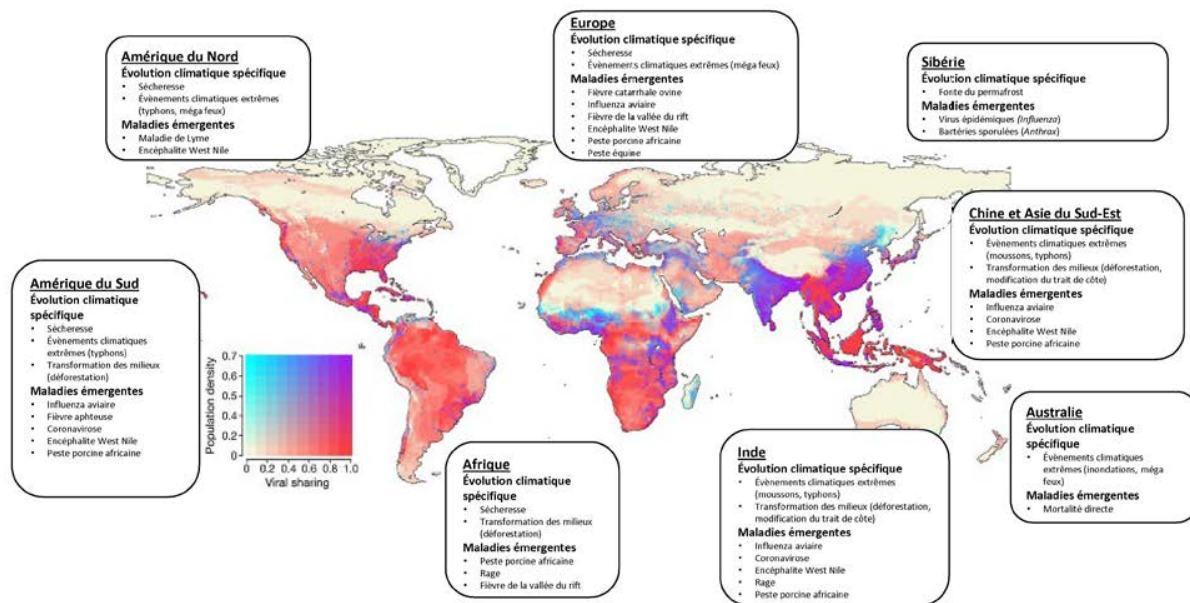 Amérique du Nord
Évolution climatique spécifique
• Sécheresse
• Évènements climatiques extrêmes
(typhons, méga feux)
Maladies émergentes
• Maladie de Lyme
• Encéphalite West Nile
Europe
Évolution climatique spécifique
• Sécheresse
• Évènements climatiques extrêmes (méga feux)
Maladies émergentes
• Fièvre catarrhale ovine
• Influenza aviaire
• Fièvre de la vallée du rift
• Encéphalite West Nile
• Peste porcine africaine
• Peste équine
Sibérie
Évolution climatique spécifique
• Fonte du permafrost
Maladies émergentes
• Virus épidémiques (Influenza)
• Bactéries sporulées (Anthrax)
Chine et Asie du Sud-Est
Évolution climatique spécifique
• Évènements climatiques extrêmes
(moussons, typhons)
• Transformation des milieux (déforestation,
modification du trait de côte)
Maladies émergentes
• Influenza aviaire
• Coronavirose
• Encéphalite West Nile
• Peste porcine africaine
Amérique du Sud
Évolution climatique
spécifique
• Sécheresse
• Évènements climatiques
extrêmes (typhons)
• Transformation des milieux
(déforestation)
Maladies émergentes
• Influenza aviaire
• Fièvre aphteuse
• Coronavirose
• Encéphalite West Nile
• Peste porcine africaine
Population density
0.7
0.6
0.5
0.4
0.2
0
0 0.2 0.4 0.6 0.8 1.0
Viral sharing
Afrique
Évolution climatique
spécifique
• Sécheresse
• Transformation des milieux
(déforestation)
Maladies émergentes
• Peste porcine africaine
• Rage
• Fièvre de la vallée du rift
Inde
Évolution climatique spécifique
• Évènements climatiques extrêmes
(moussons, typhons)
• Transformation des milieux (déforestation,
modification du trait de côte)
Maladies émergentes
• Influenza aviaire
• Coronavirose
• Encéphalite West Nile
• Rage
• Peste porcine africaine
Australie
Évolution climatique
spécifique
• Évènements climatiques
extrêmes (inondations, méga
feux)
Maladies émergentes
• Mortalité directe